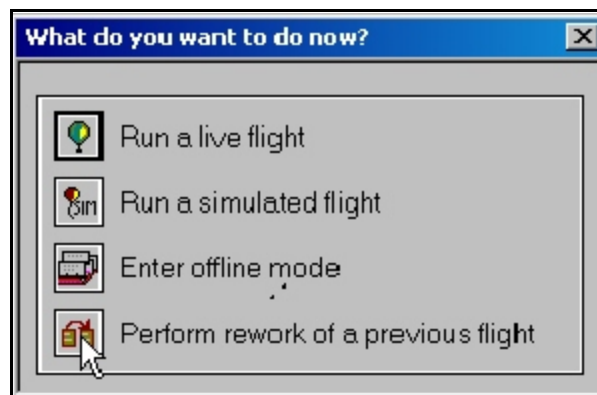 What do you want to do now?
Run a live flight
SIM
Run a simulated flight
Enter offline mode
Perform rework of a previous flight